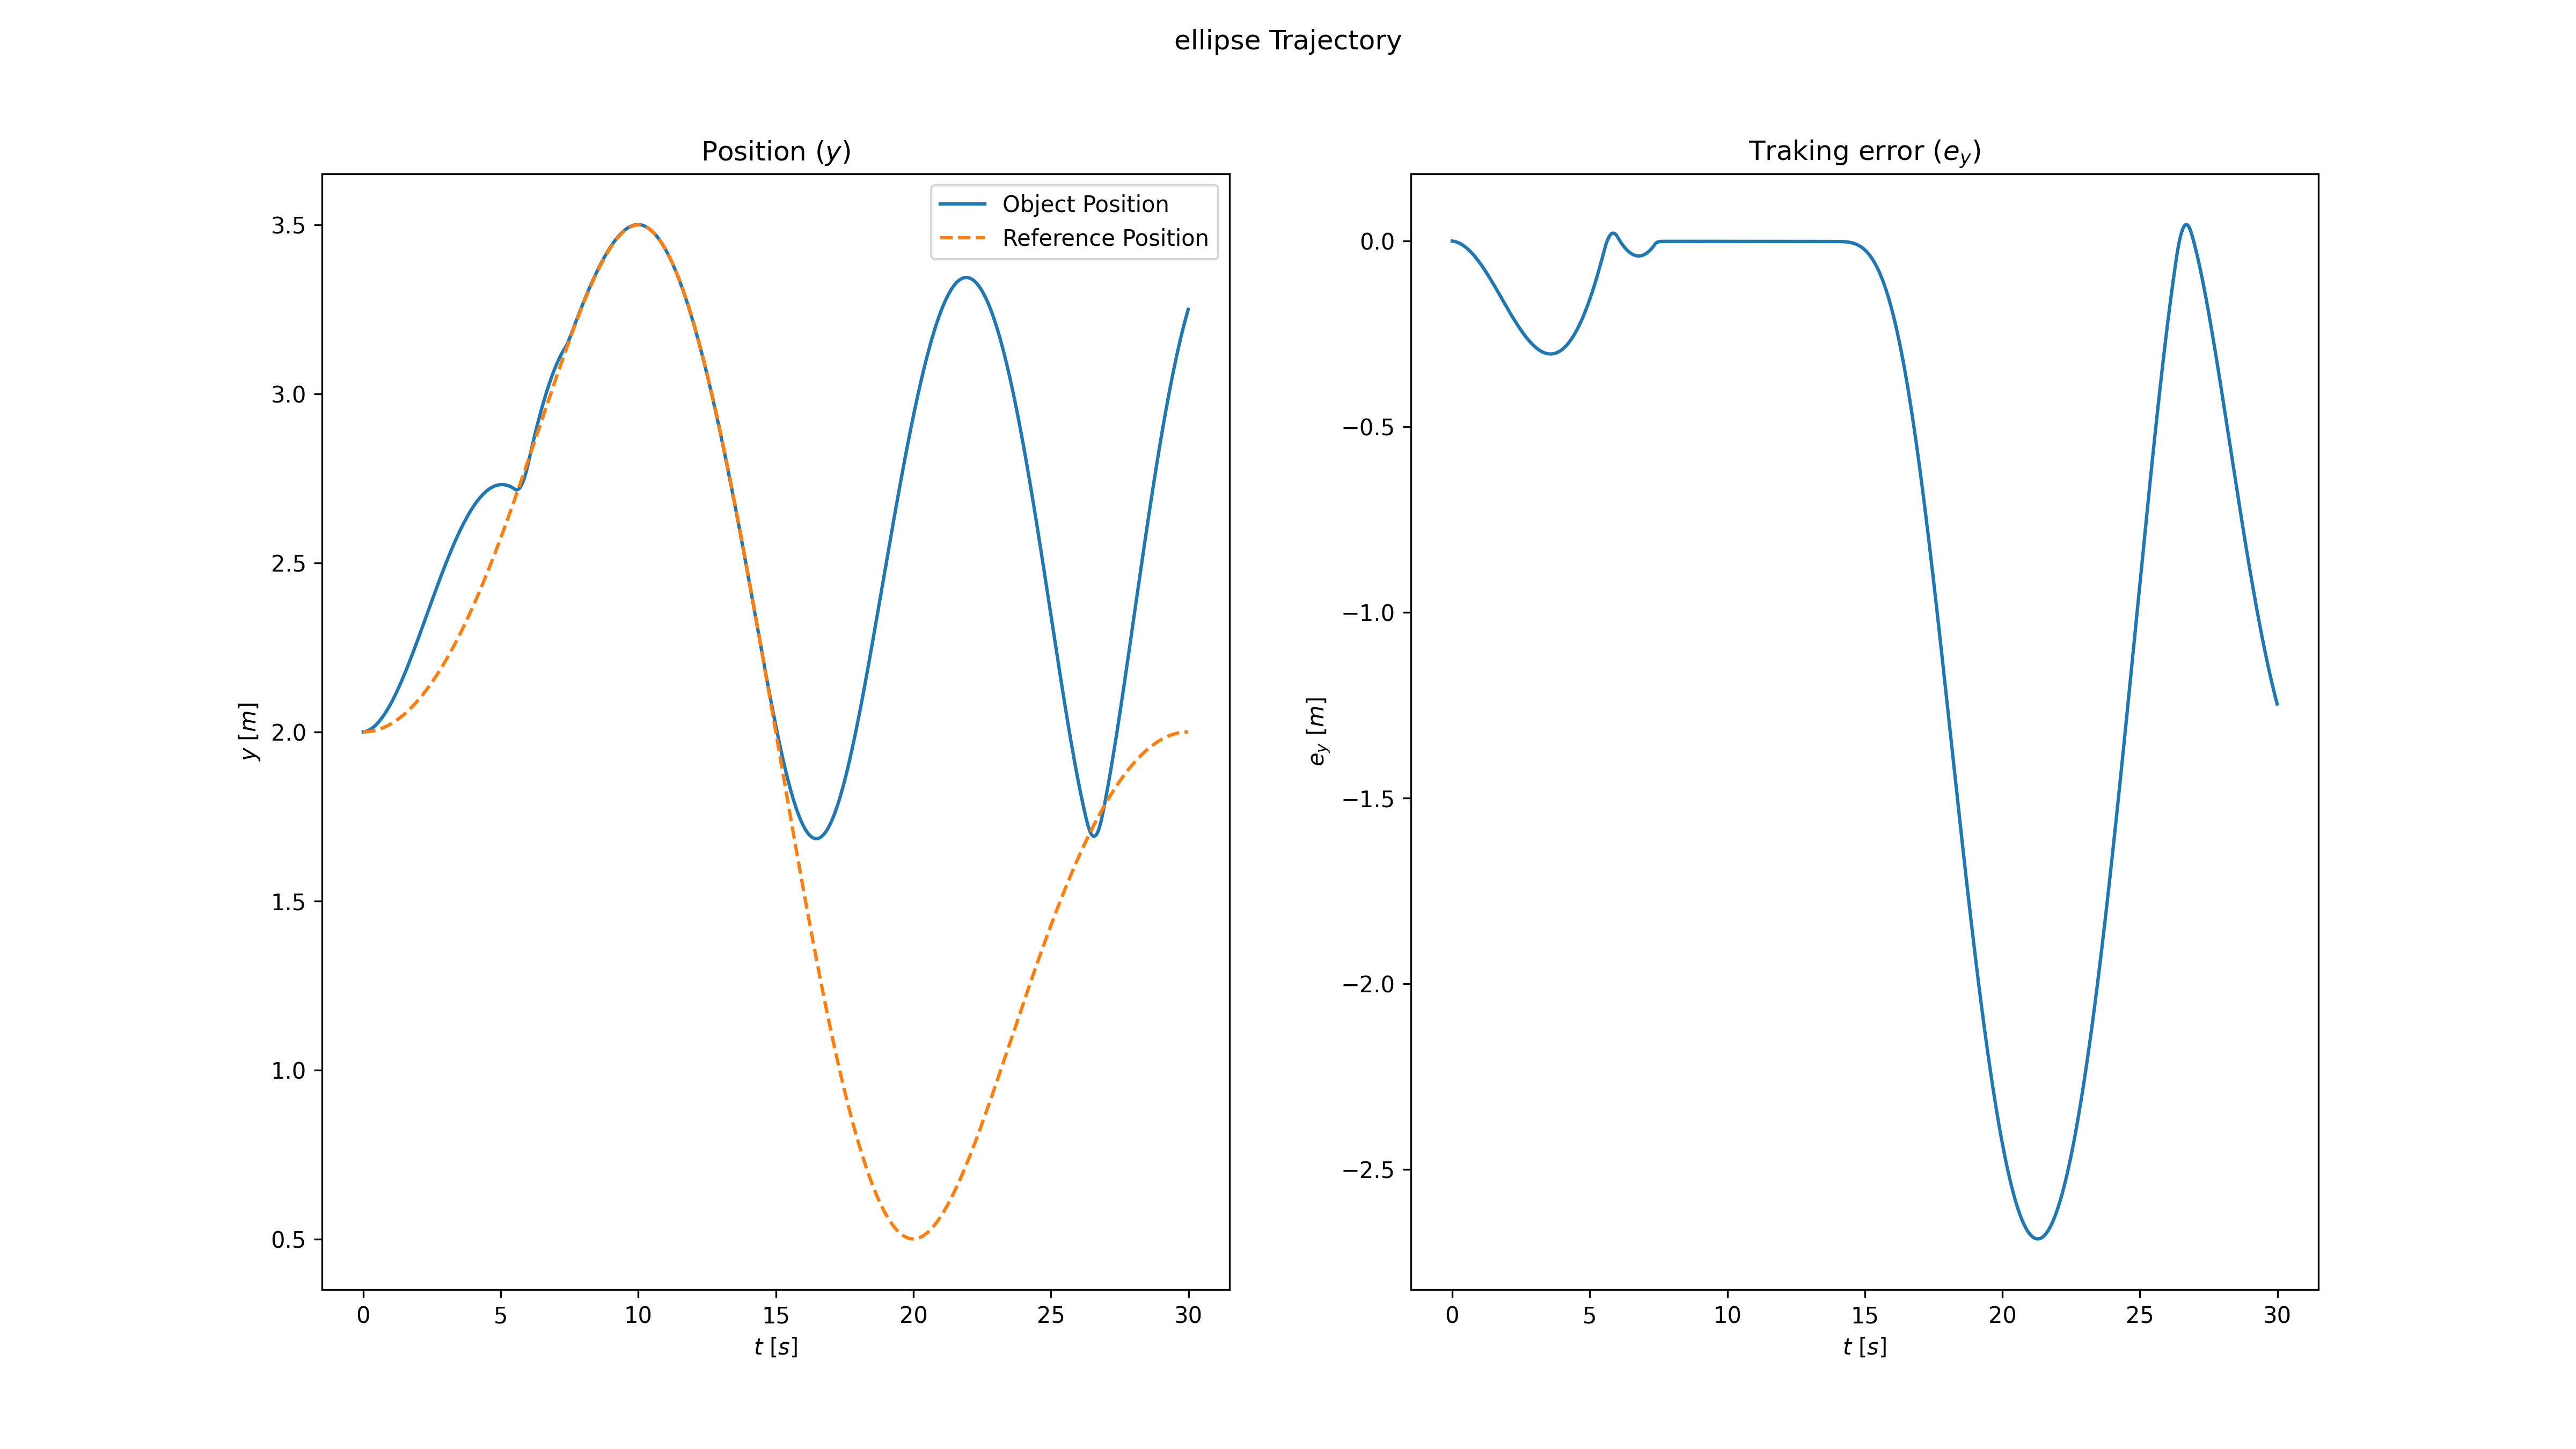 ellipse Trajectory
Position (y)
Object Position
Reference Position
3.5
3.0
2.5
2.0
1.5
1.0
0.5
y [m]
0 5 10 15 20 25 30
t [s]
Traking error (e_y)
0.0
−0.5
−1.0
−1.5
−2.0
−2.5
e_y [m]
0 5 10 15 20 25 30
t [s]